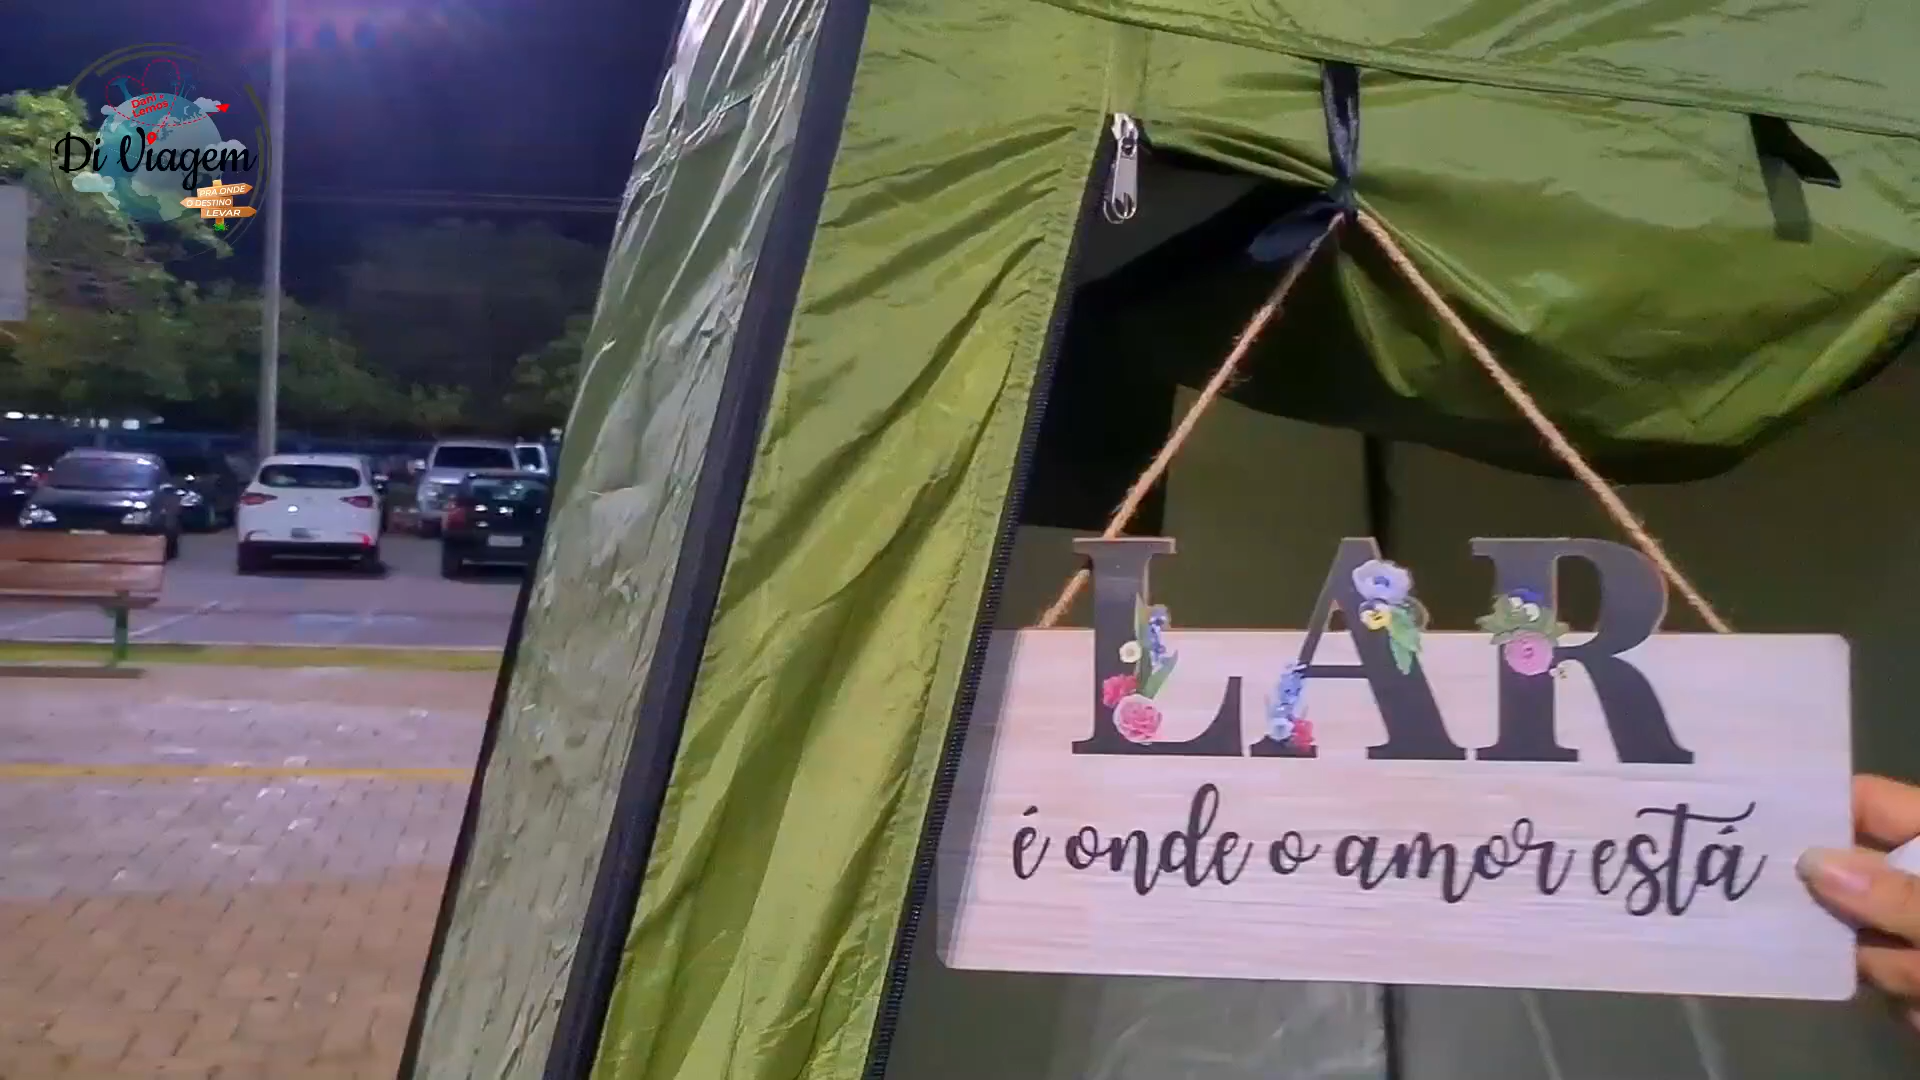 Dani Lemos
Di Viagem
PRA ONDE
O DESTINO
LEVAR
LAR
é onde o amor está